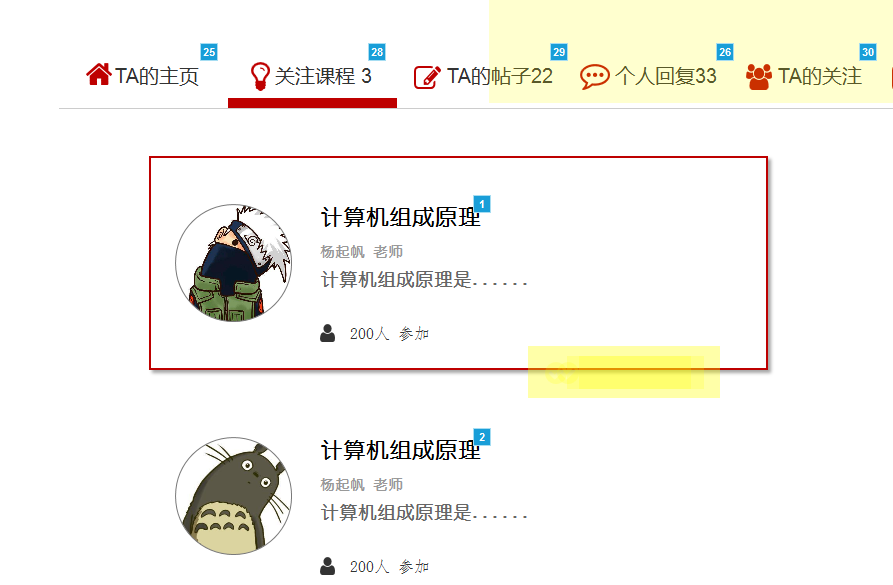 25 28 29 26 30
TA的主页 关注课程 3 TA的帖子22 个人回复33 TA的关注
计算机组成原理 1
杨起帆 老师
计算机组成原理是......
200人 参加
计算机组成原理 2
杨起帆 老师
计算机组成原理是......
200人 参加